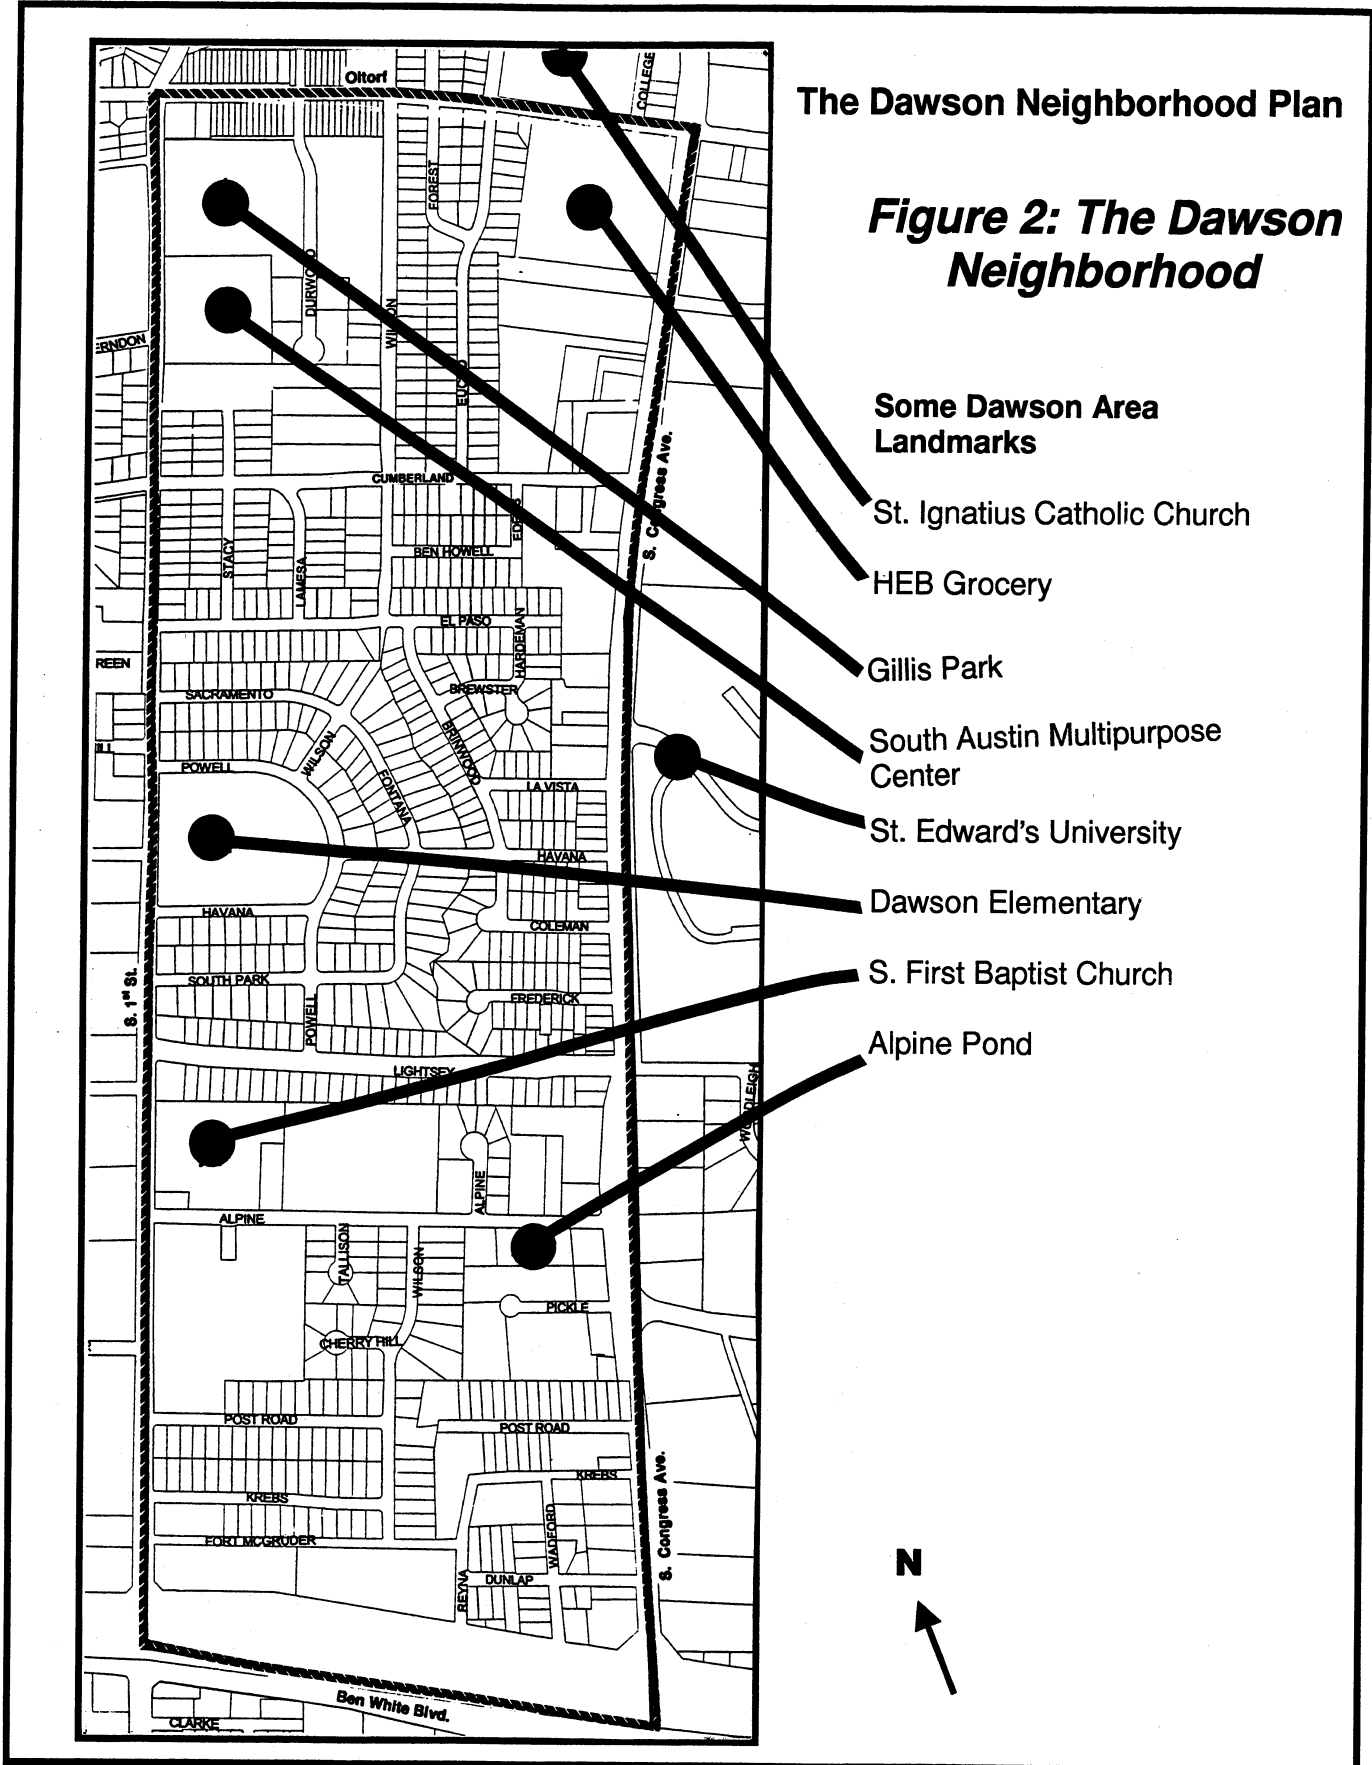 The Dawson Neighborhood Plan
Figure 2: The Dawson
Neighborhood
Some Dawson Area
Landmarks
St. Ignatius Catholic Church
HEB Grocery
Gillis Park
South Austin Multipurpose
Center
St. Edward's University
Dawson Elementary
S. First Baptist Church
Alpine Pond
N
Oltorf
COLLEGE
FOREST
DURWOOD
WILSON
EUCLID
ERNDON
S. Congress Ave.
CUMBERLAND
STACY
LAMESA
BEN HOWELL
EL PASO
HARDEMAN
REEN
SACRAMENTO
BREWSTER
WILSON
BRINWOOD
POWELL
FONTANA
LA VISTA
HAVANA
HAVANA
COLEMAN
S. 1st St.
SOUTH PARK
POWELL
FREDERICK
LIGHTSEY
WOODLEIGH
ALPINE
ALPINE
TALLISON
WILSON
PICKLE
CHERRY HILL
POST ROAD
POST ROAD
KREBS
KREBS
S. Congress Ave.
FORT MCGRUDER
WADFORD
REYNA
DUNLAP
Ben White Blvd.
CLARKE